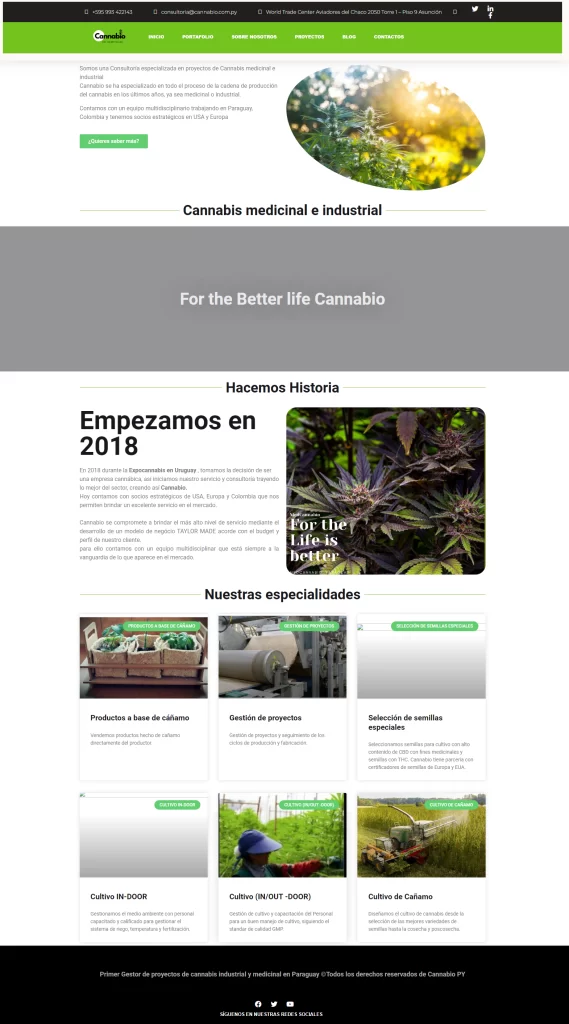 +595 993 422143
consultoria@cannabio.com.py
World Trade Center Aviadores del Chaco 2050 Torre 1 – Piso 9 Asunción
Cannabio
INICIO
PORTAFOLIO
SOBRE NOSOTROS
PROYECTOS
BLOG
CONTACTOS
Somos una Consultoría especializada en proyectos de Cannabis medicinal e
industrial
Cannabio se ha especializado en todo el proceso de la cadena de producción
del cannabis en los últimos años, ya sea medicinal o industrial.
Contamos con un equipo multidisciplinario trabajando en Paraguay,
Colombia y tenemos socios estratégicos en USA y Europa
¿Quieres saber más?
Cannabis medicinal e industrial
For the Better life Cannabio
Hacemos Historia
Empezamos en
2018
En 2018 durante la Expocannabis en Uruguay , tomamos la decisión de ser
una empresa cannábica, así iniciamos nuestro servicio y consultoría trayendo
lo mejor del sector, creando así Cannabio.
Hoy contamos con socios estratégicos de USA, Europa y Colombia que nos
permiten brindar un excelente servicio en el mercado.
Cannabio se compromete a brindar el más alto nivel de servicio mediante el
desarrollo de un modelo de negócio TAYLOR MADE acorde con el budget y
perfil de nuestro cliente.
para ello contamos con un equipo multidiciplinar que está siempre a la
vanguardia de lo que aparece en el mercado.
For the
Life is
better
Nuestras especialidades
PRODUCTOS A BASE DE CÁÑAMO
Productos a base de cáñamo
Vendemos productos hecho de cañamo
directamente del productor.
GESTIÓN DE PROYECTOS
Gestión de proyectos
Gestión de proyectos y seguimiento de los
ciclos de produccion y fabricación.
SELECCIÓN DE SEMILLAS ESPECIALES
Selección de semillas
especiales
Seleccionamos semillas para cultivo con alto
contenido de CBD con fines medicinales y
semillas con THC. Cannabio tiene parceria con
certificadores de semillas de Europa y EUA.
CULTIVO IN-DOOR
Cultivo IN-DOOR
Gestionamos el medio ambiente con personal
capacitado y calificado para gestionar el
sistema de riego, temperatura y fertilización.
CULTIVO (IN/OUT -DOOR)
Cultivo (IN/OUT -DOOR)
Gestión de cultivo y capacitación del Personal
para un buen manejo de cultivo, siguiendo el
standar de calidad GMP
CULTIVO DE CAÑAMO
Cultivo de Cañamo
Diseñamos el cultivo de cannabis desde la
selección de las mejores variedades de
semillas hasta la cosecha y poscosecha.
Primer Gestor de proyectos de cannabis industrial y medicinal en Paraguay ©Todos los derechos reservados de Cannabio PY
SÍGUENOS EN NUESTRAS REDES SOCIALES